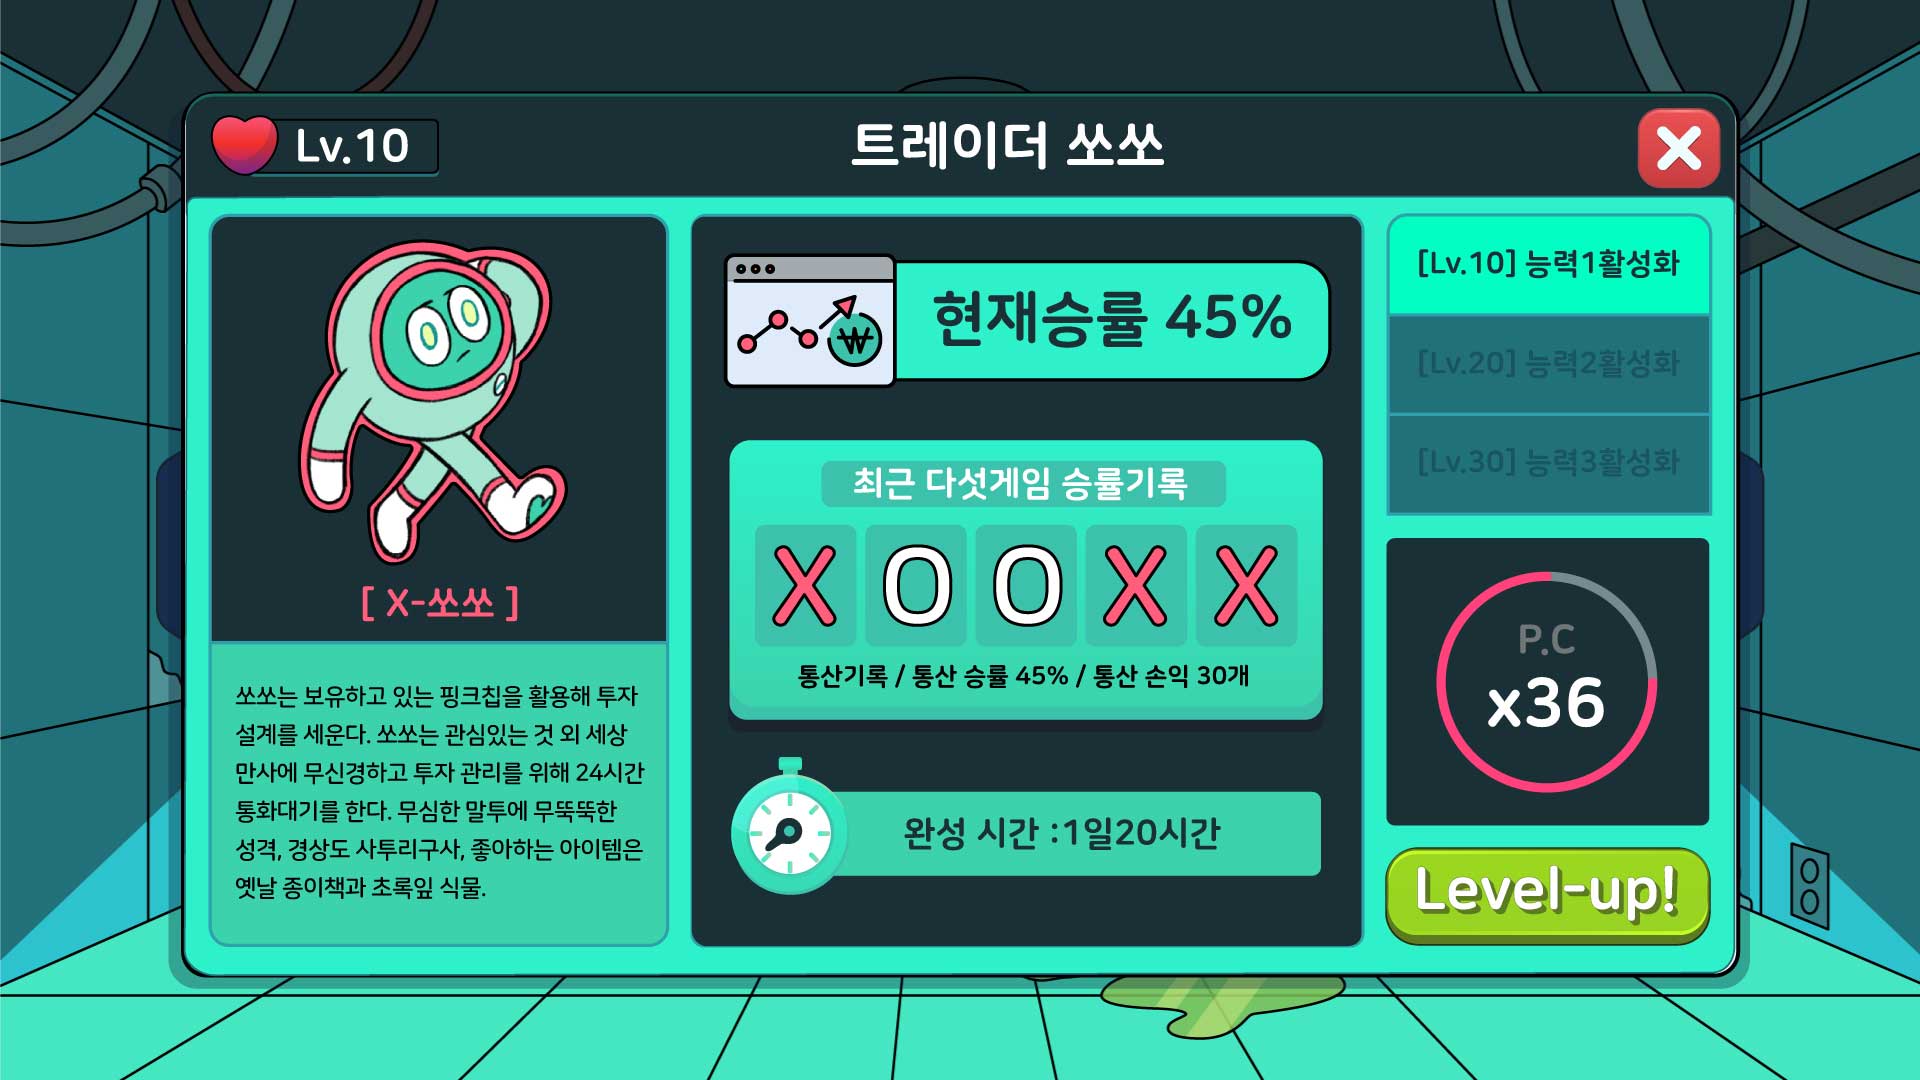 Lv.10
트레이더 쏘쏘
[ X-쏘쏘 ]
쏘쏘는 보유하고 있는 핑크칩을 활용해 투자
설계를 세운다. 쏘쏘는 관심있는 것 외 세상
만사에 무신경하고 투자 관리를 위해 24시간
통화대기를 한다. 무심한 말투에 무뚝뚝한
성격, 경상도 사투리구사, 좋아하는 아이템은
옛날 종이책과 초록잎 식물.
현재승률 45%
최근 다섯게임 승률기록
X O O X X
통산기록 / 통산 승률 45% / 통산 손익 30개
완성 시간 :1일20시간
[Lv.10] 능력1활성화
[Lv.20] 능력2활성화
[Lv.30] 능력3활성화
P.C
x36
Level-up!